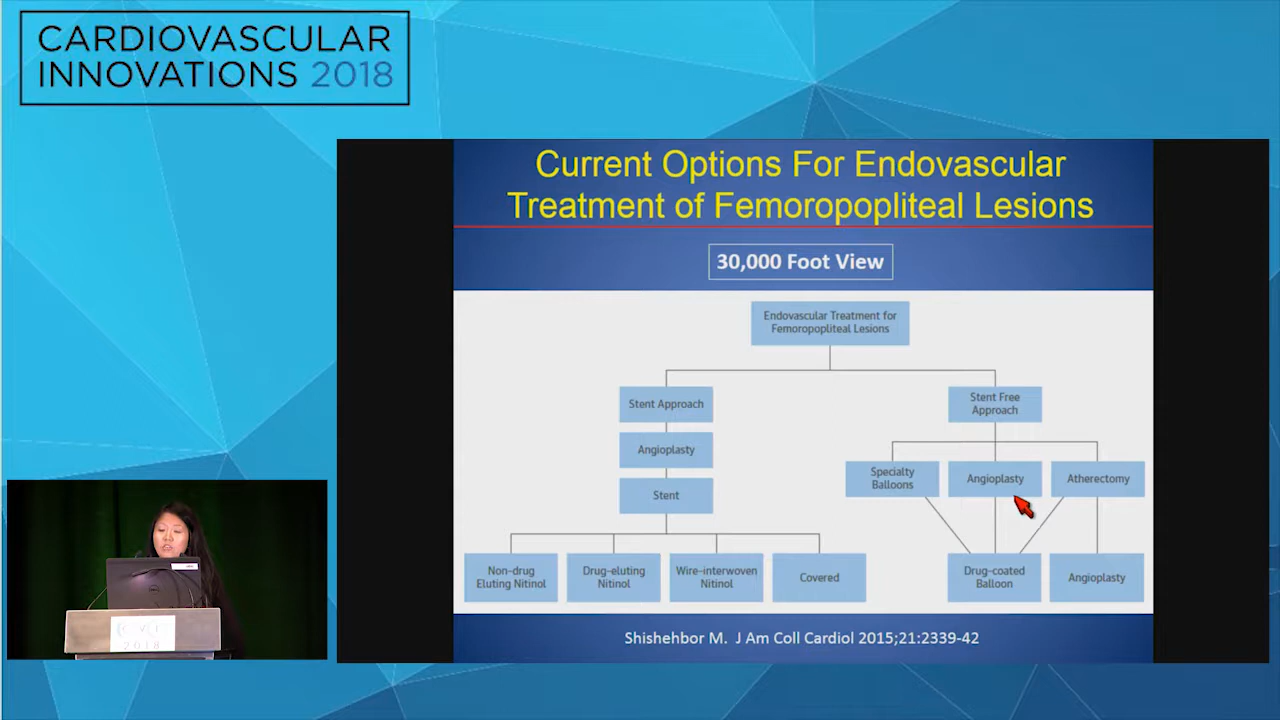 CARDIOVASCULAR
INNOVATIONS 2018
Current Options For Endovascular
Treatment of Femoropopliteal Lesions
30,000 Foot View
Endovascular Treatment for
Femoropopliteal Lesions
Stent Approach
Stent Free
Approach
Angioplasty
Specialty
Balloons
Angioplasty
Atherectomy
Stent
Non-drug
Eluting Nitinol
Drug-eluting
Nitinol
Wire-interwoven
Nitinol
Covered
Drug-coated
Balloon
Angioplasty
Shishehbor M. J Am Coll Cardiol 2015;21:2339-42
2018